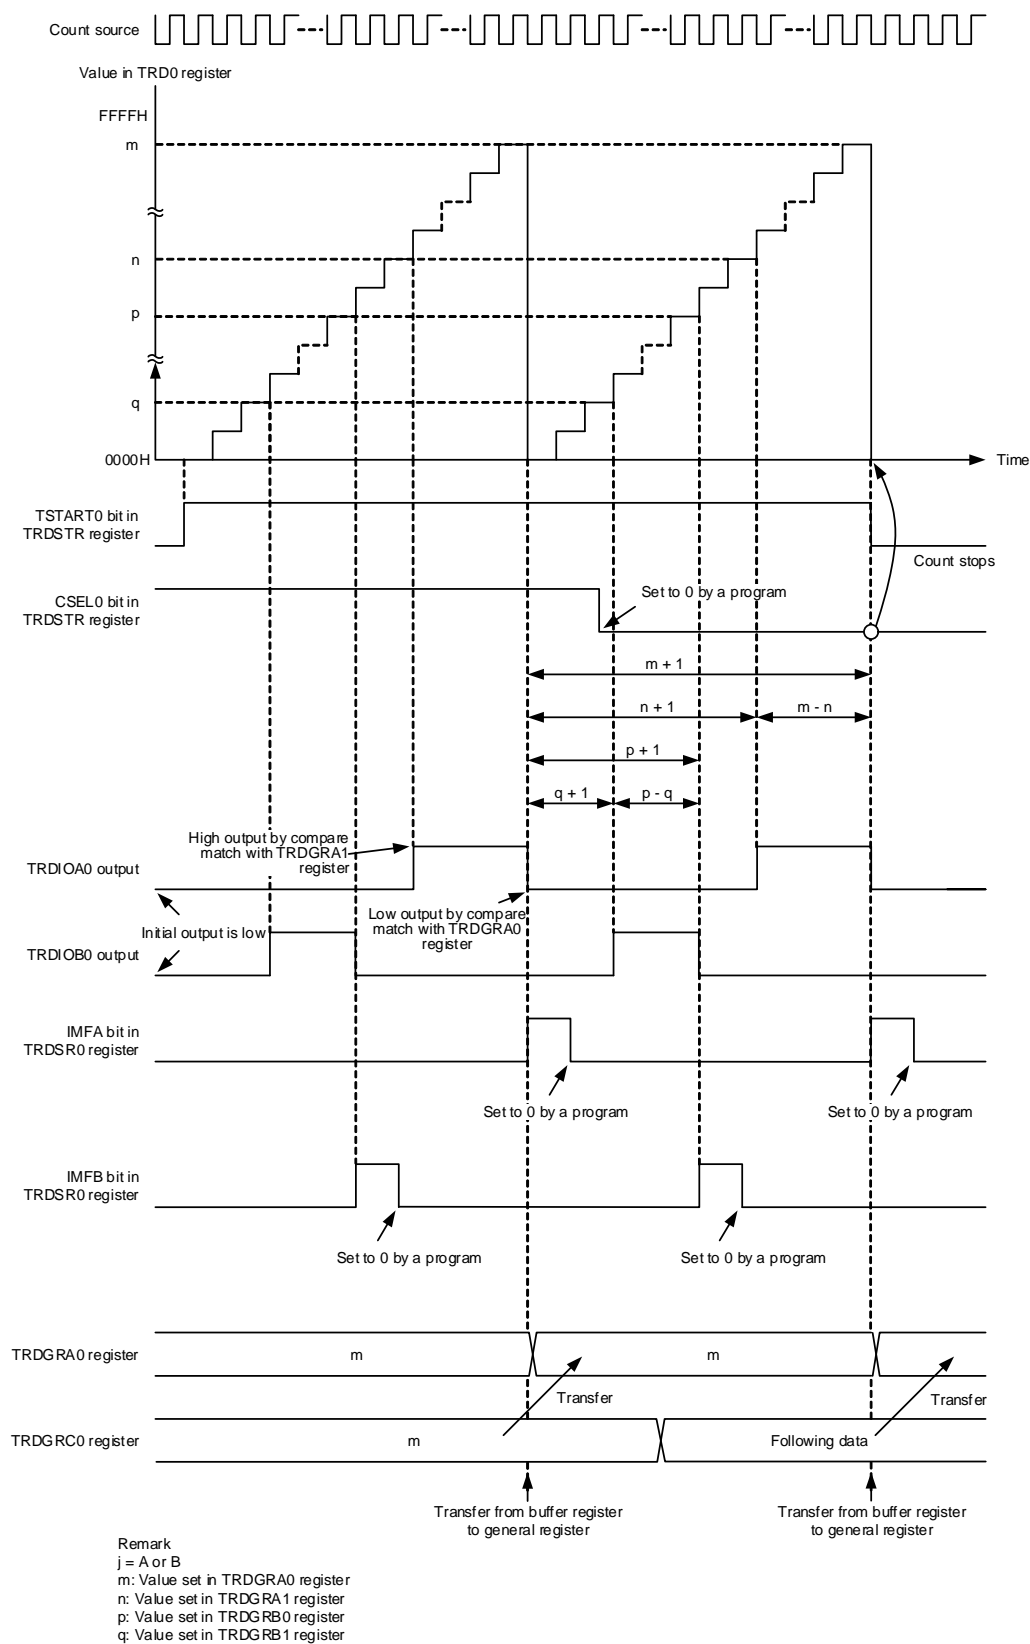 Count source
Value in TRD0 register
FFFFH
m
n
p
q
0000H
Time
TSTART0 bit in
TRDSTR register
Count stops
CSEL0 bit in
TRDSTR register
Set to 0 by a program
m + 1
n + 1
m - n
p + 1
q + 1
p - q
High output by compare
match with TRDGRA1
register
TRDIOA0 output
Low output by compare
match with TRDGRA0
register
Initial output is low
TRDIOB0 output
IMFA bit in
TRDSR0 register
Set to 0 by a program
Set to 0 by a program
IMFB bit in
TRDSR0 register
Set to 0 by a program
Set to 0 by a program
TRDGRA0 register
m
m
Transfer
Transfer
TRDGRC0 register
m
Following data
Transfer from buffer register
to general register
Transfer from buffer register
to general register
Remark
j = A or B
m: Value set in TRDGRA0 register
n: Value set in TRDGRA1 register
p: Value set in TRDGRB0 register
q: Value set in TRDGRB1 register